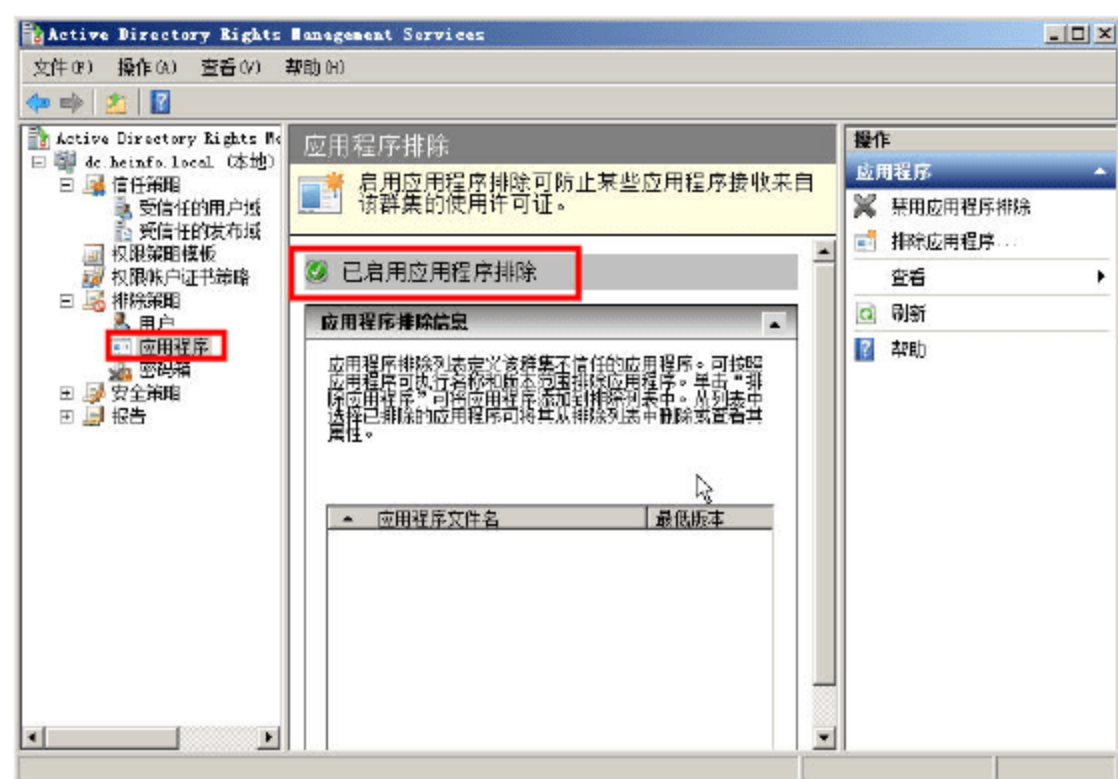 Active Directory Rights Management Services
文件(F) 操作(A) 查看(V) 帮助(H)
Active Directory Rights Ma
dc.heinfo.local (本地)
信任策略
受信任的用户域
受信任的发布域
权限策略模板
权限帐户证书策略
排除策略
用户
应用程序
密码箱
安全策略
报告
应用程序排除
启用应用程序排除可防止某些应用程序接收来自
该群集的使用许可证。
已启用应用程序排除
应用程序排除信息
应用程序排除列表定义该群集不信任的应用程序。可按照
应用程序可执行名称和版本范围排除应用程序。单击“排
除应用程序”可将应用程序添加到排除列表中。从列表中
选择已排除的应用程序可将其从排除列表中删除或查看其
属性。
应用程序文件名 最低版本
操作
应用程序
禁用应用程序排除
排除应用程序...
查看
刷新
帮助